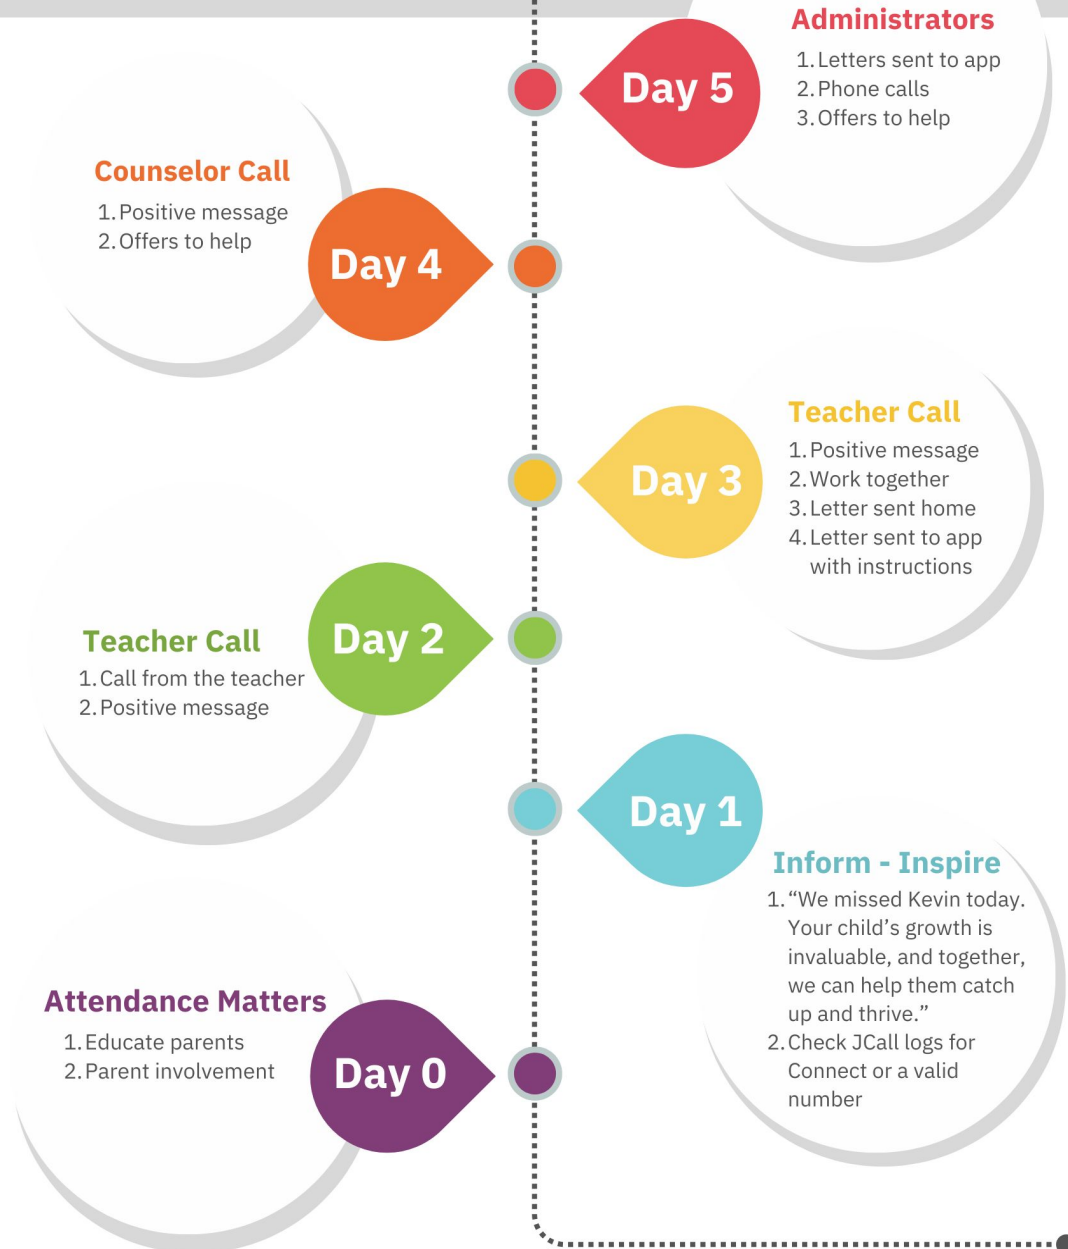 Administrators
1. Letters sent to app
2. Phone calls
3. Offers to help
Day 5
Counselor Call
1. Positive message
2. Offers to help
Day 4
Teacher Call
1. Positive message
2. Work together
3. Letter sent home
4. Letter sent to app
with instructions
Day 3
Teacher Call
1. Call from the teacher
2. Positive message
Day 2
Day 1
Inform - Inspire
1. “We missed Kevin today.
Your child’s growth is
invaluable, and together,
we can help them catch
up and thrive.”
2. Check JCall logs for
Connect or a valid
number
Attendance Matters
1. Educate parents
2. Parent involvement
Day 0